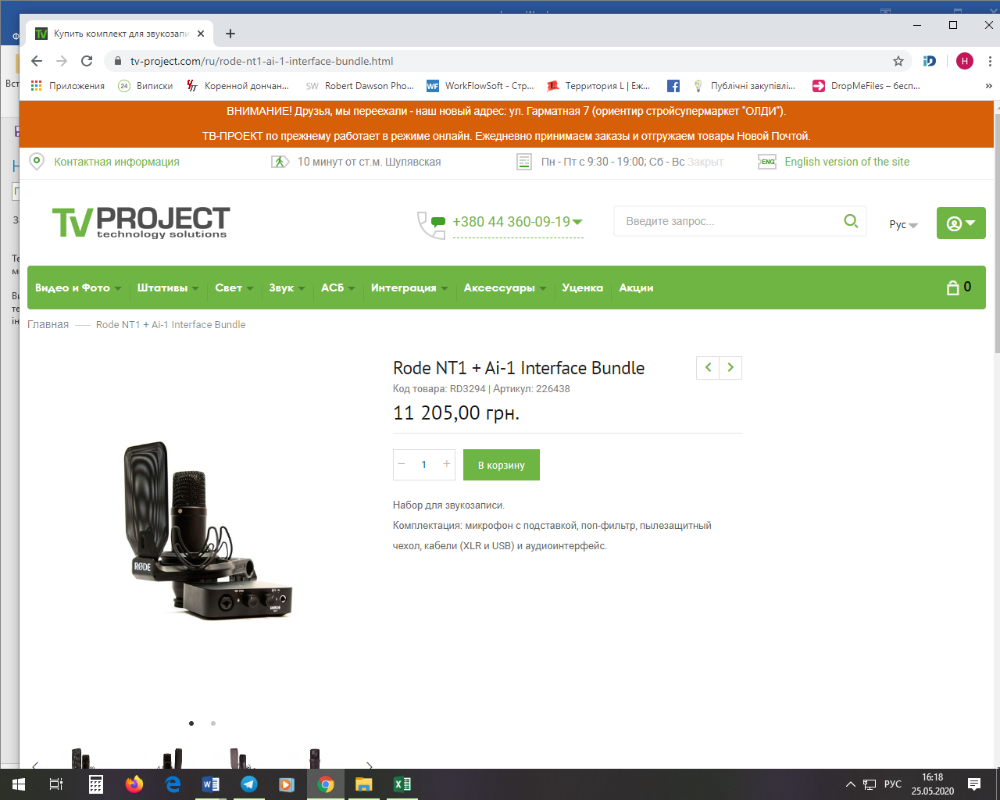 Купить комплект для звукозапи
tv-project.com/ru/rode-nt1-ai-1-interface-bundle.html
H
Приложения
24 Выписки
Коренной дончан...
SW Robert Dawson Pho...
WF WorkFlowSoft - Стр...
Территория L | Еж...
Публічні закупівлі...
DropMeFiles – бесп...
»
ВНИМАНИЕ! Друзья, мы переехали - наш новый адрес: ул. Гарматная 7 (ориентир стройсупермаркет "ОЛДИ").
ТВ-ПРОЕКТ по прежнему работает в режиме онлайн. Ежедневно принимаем заказы и отгружаем товары Новой Почтой.
Контактная информация
10 минут от ст.м. Шулявская
Пн - Пт с 9:30 - 19:00; Сб - Вс Закрыт
ENG English version of the site
TV PROJECT
technology solutions
+380 44 360-09-19
Введите запрос...
Рус
Видео и Фото
Штативы
Свет
Звук
АСБ
Интеграция
Аксессуары
Уценка
Акции
0
Главная — Rode NT1 + Ai-1 Interface Bundle
Rode NT1 + Ai-1 Interface Bundle
Код товара: RD3294 | Артикул: 226438
11 205,00 грн.
− 1 +
В корзину
Набор для звукозаписи.
Комплектация: микрофон с подставкой, поп-фильтр, пылезащитный
чехол, кабели (XLR и USB) и аудиоинтерфейс.
RØDE
РУС
16:18
25.05.2020